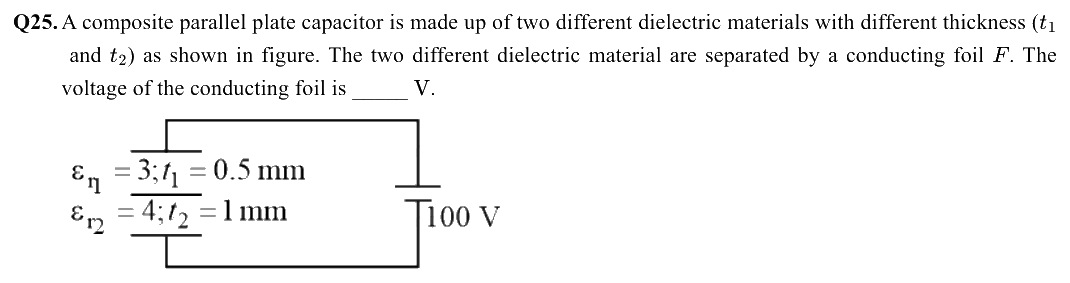 Q25. A composite parallel plate capacitor is made up of two different dielectric materials with different thickness (t₁
and t₂) as shown in figure. The two different dielectric material are separated by a conducting foil F. The
voltage of the conducting foil is _____ V.
εᵣ₁ = 3; t₁ = 0.5 mm
εᵣ₂ = 4; t₂ = 1 mm
100 V